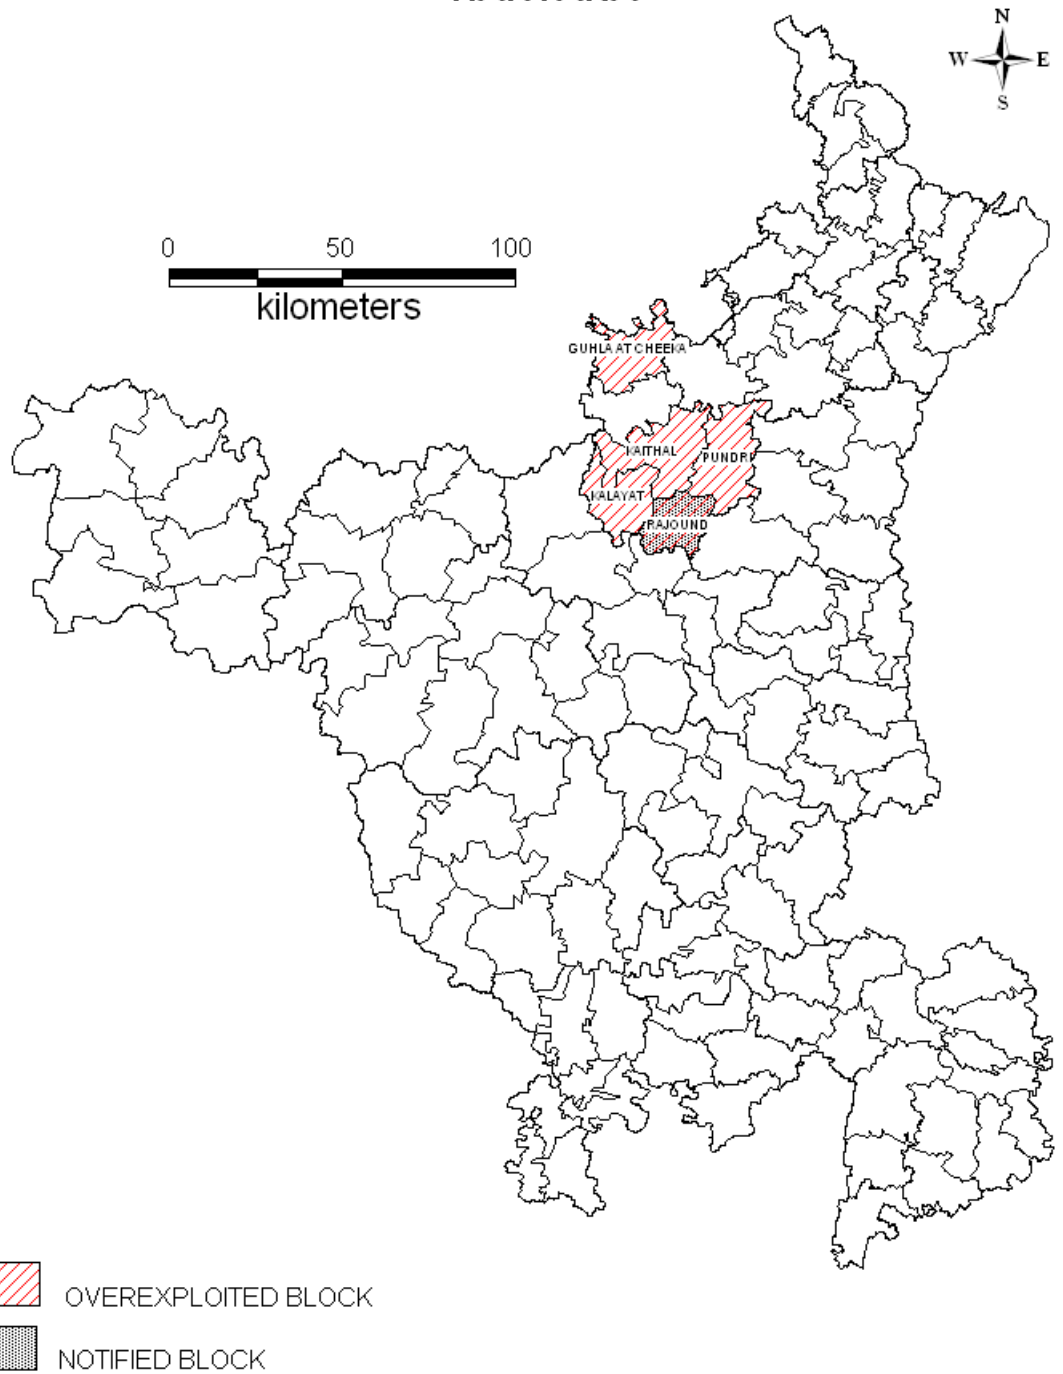 N
W E
S
0 50 100
kilometers
GUHLA AT CHEEKA
KAITHAL
PUNDRI
KALAYAT
RAJOUND
OVEREXPLOITED BLOCK
NOTIFIED BLOCK